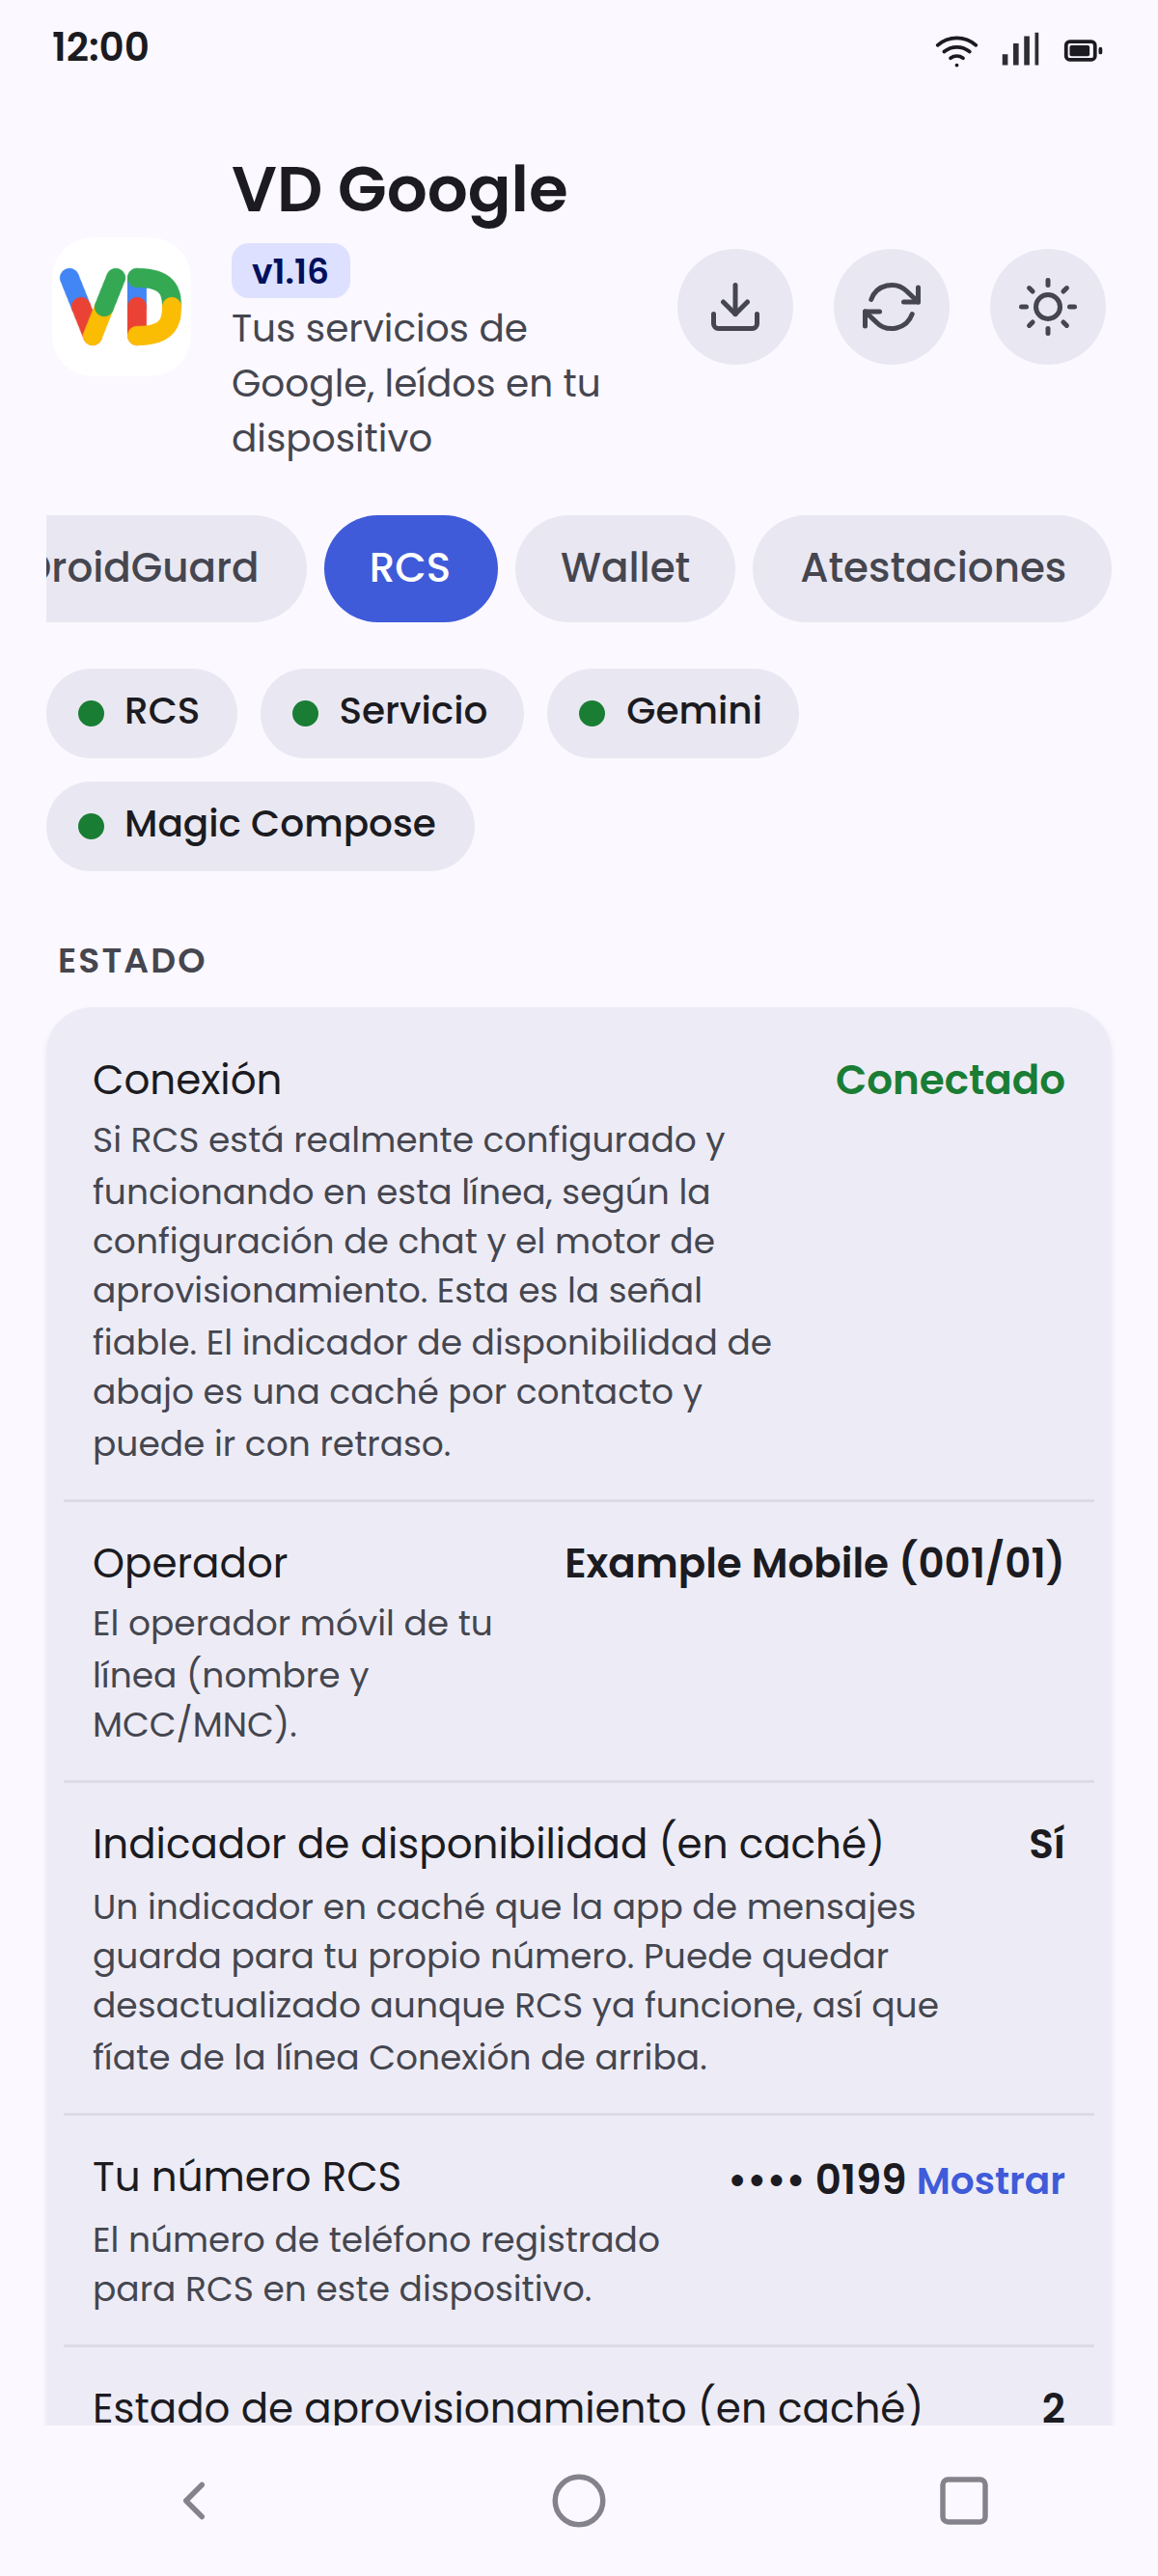 12:00
VD Google
VD
v1.16
Tus servicios de
Google, leídos en tu
dispositivo
roidGuard
RCS
Wallet
Atestaciones
RCS
Servicio
Gemini
Magic Compose
ESTADO
Conexión
Conectado
Si RCS está realmente configurado y
funcionando en esta línea, según la
configuración de chat y el motor de
aprovisionamiento. Esta es la señal
fiable. El indicador de disponibilidad de
abajo es una caché por contacto y
puede ir con retraso.
Operador
Example Mobile (001/01)
El operador móvil de tu
línea (nombre y
MCC/MNC).
Indicador de disponibilidad (en caché)
Sí
Un indicador en caché que la app de mensajes
guarda para tu propio número. Puede quedar
desactualizado aunque RCS ya funcione, así que
fíate de la línea Conexión de arriba.
Tu número RCS
•••• 0199 Mostrar
El número de teléfono registrado
para RCS en este dispositivo.
Estado de aprovisionamiento (en caché)
2